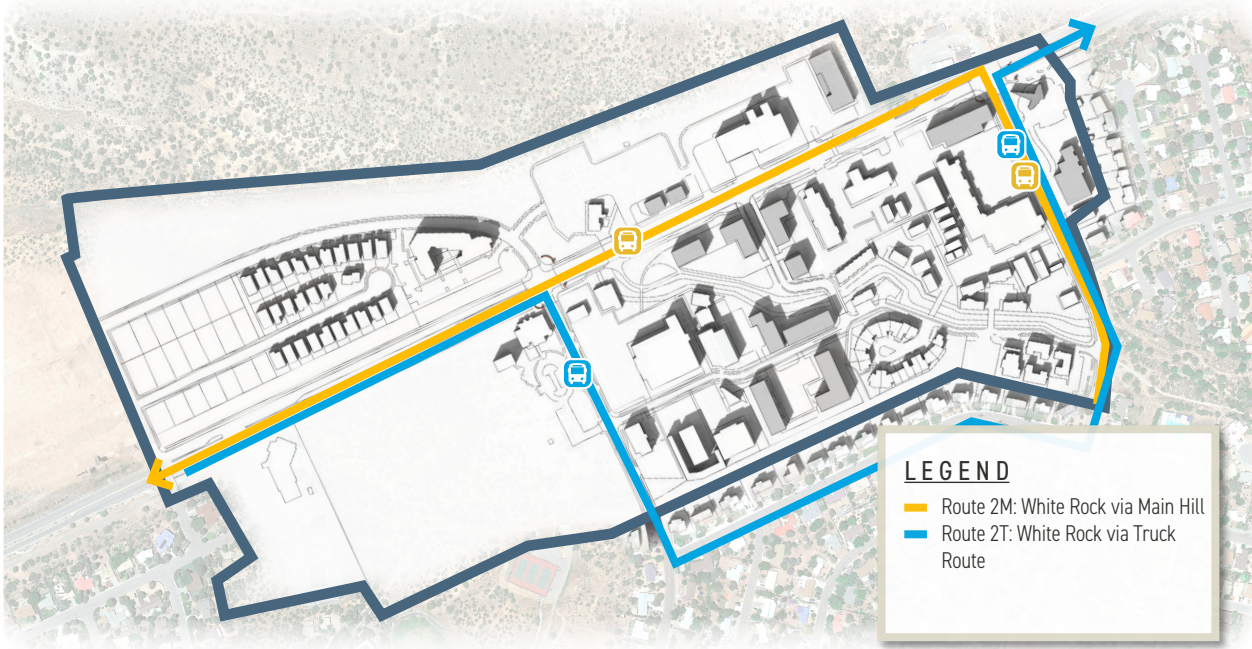 LEGEND
Route 2M: White Rock via Main Hill
Route 2T: White Rock via Truck
Route